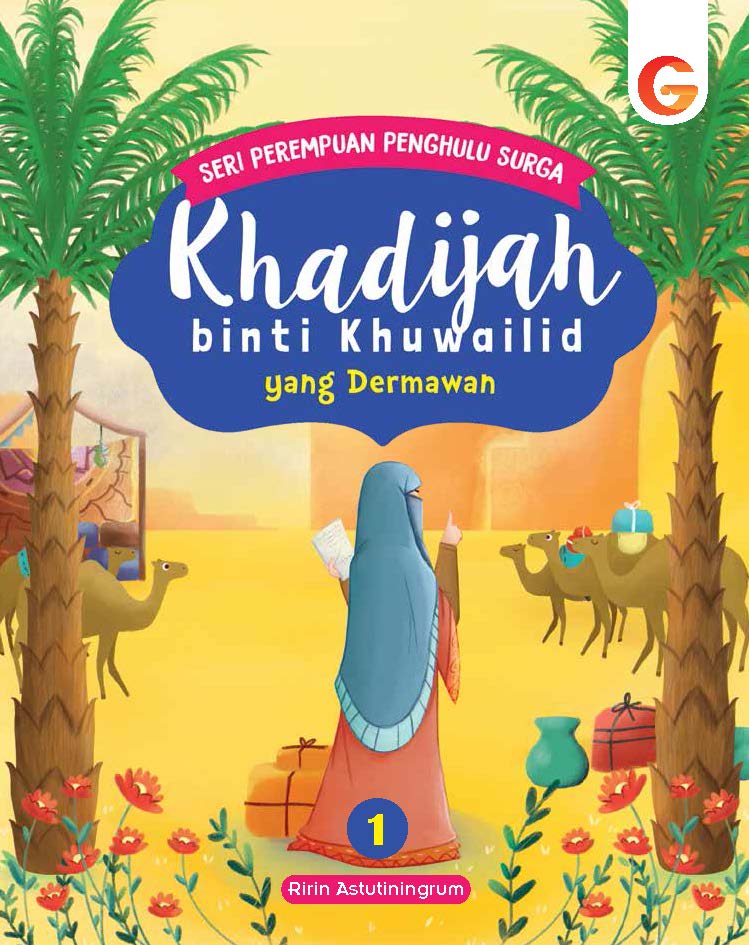 G
SERI PEREMPUAN PENGHULU SURGA
Khadijah
binti Khuwailid
yang Dermawan
1
Ririn Astutiningrum